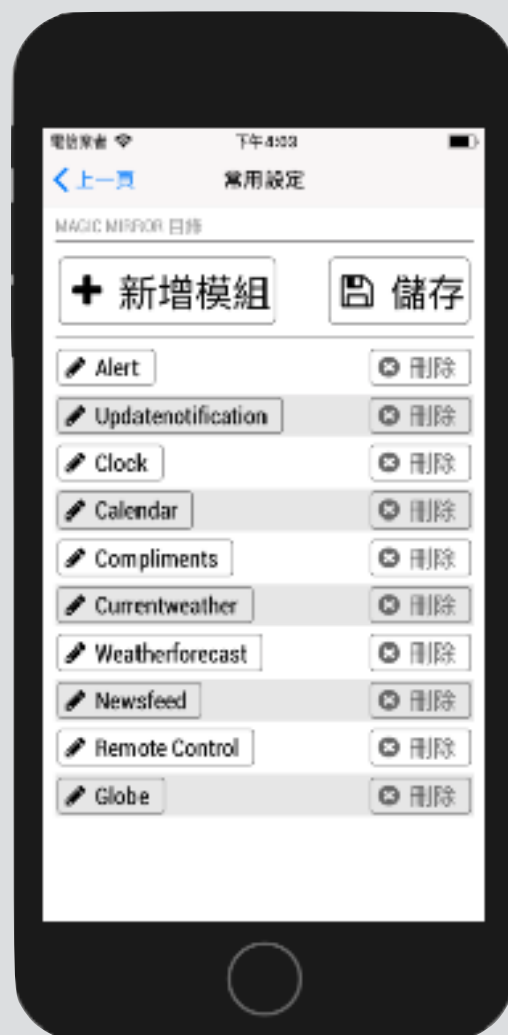 電信業者 下午4:03
上一頁 常用設定
MAGIC MIRROR 目錄
新增模組 儲存
Alert 刪除
Updatenotification 刪除
Clock 刪除
Calendar 刪除
Compliments 刪除
Currentweather 刪除
Weatherforecast 刪除
Newsfeed 刪除
Remote Control 刪除
Globe 刪除